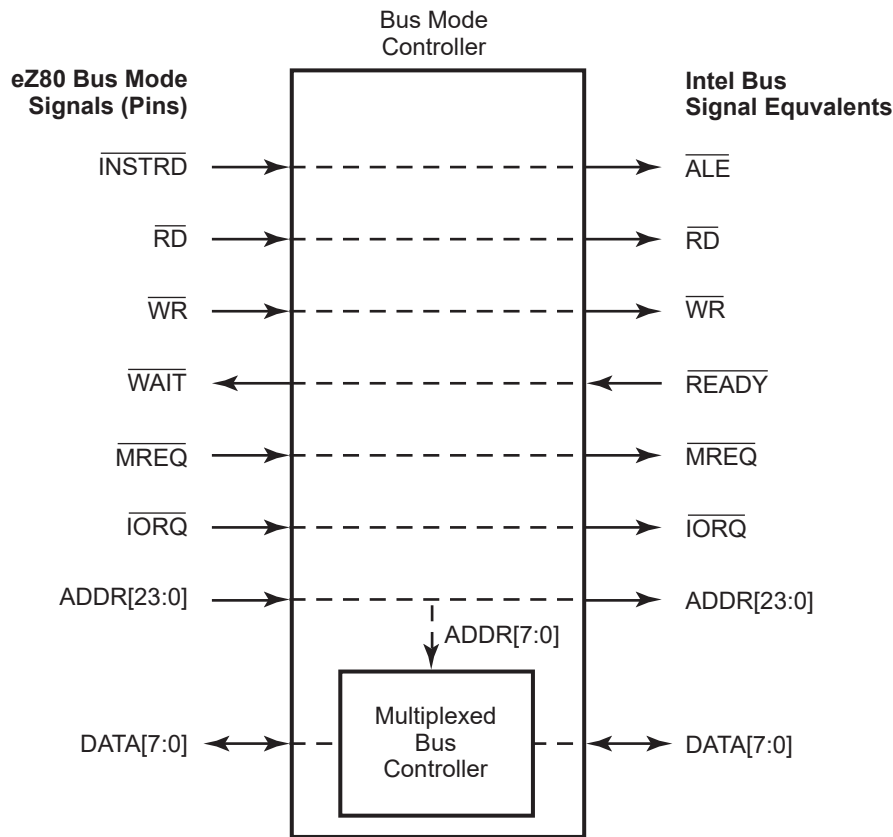 Bus Mode
Controller
eZ80 Bus Mode
Signals (Pins)
Intel Bus
Signal Equvalents
INSTRD
ALE
RD
RD
WR
WR
WAIT
READY
MREQ
MREQ
IORQ
IORQ
ADDR[23:0]
ADDR[23:0]
ADDR[7:0]
Multiplexed
Bus
Controller
DATA[7:0]
DATA[7:0]